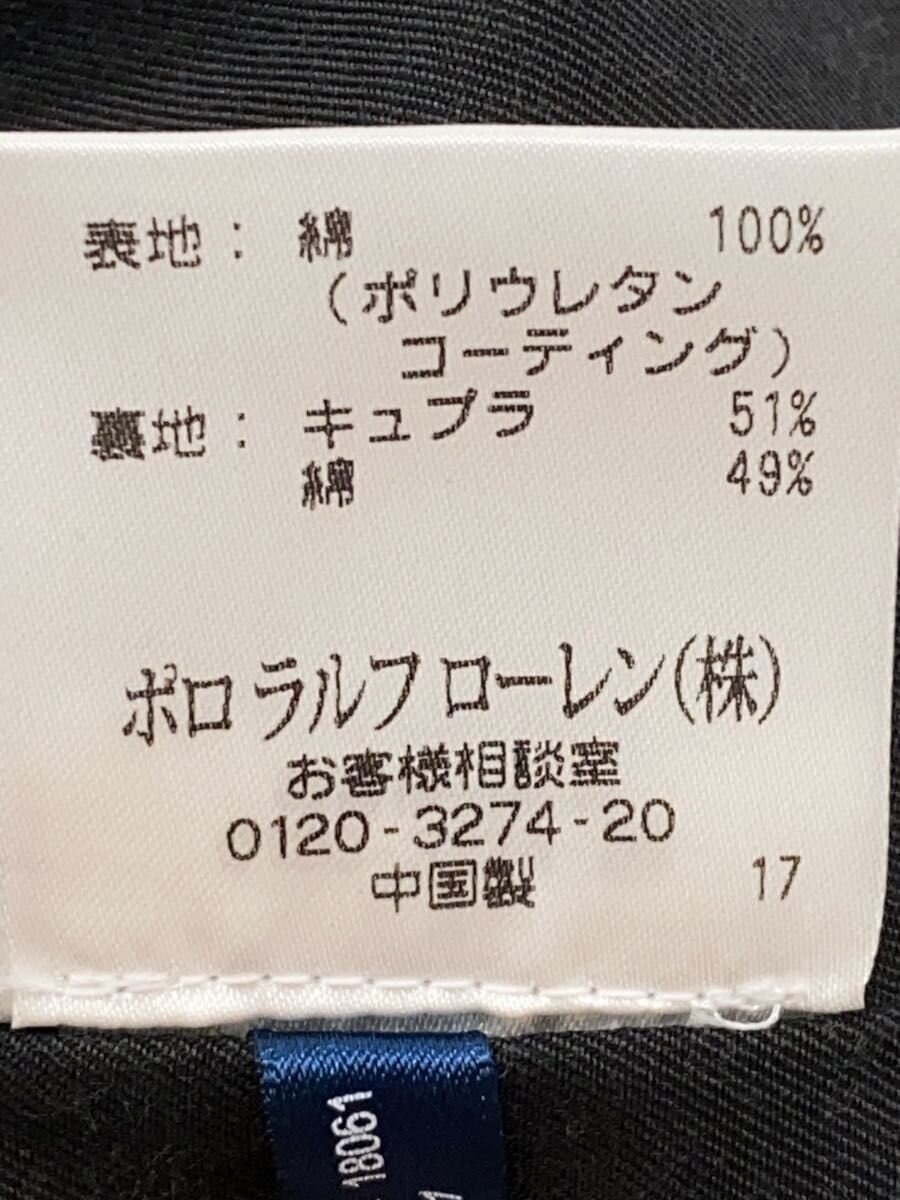 表地： 綿 100%
（ポリウレタン
コーティング）
裏地： キュプラ 51%
綿 49%
ポロ ラルフ ローレン(株)
お客様相談室
0120-3274-20
中国製 17
18061